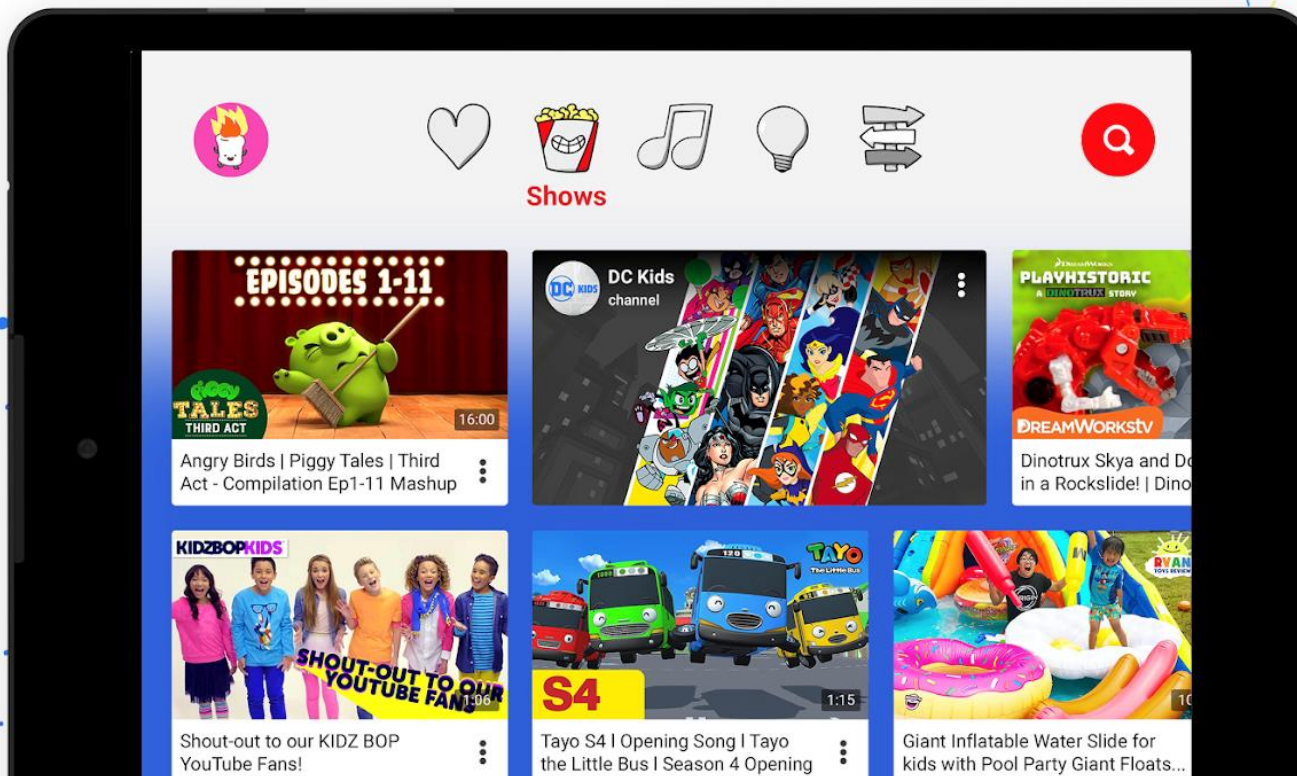 Shows
EPISODES 1-11
PIGGY
TALES
THIRD ACT
16:00
Angry Birds | Piggy Tales | Third
Act - Compilation Ep1-11 Mashup
DC KIDS
DC Kids
channel
DREAMWORKS
PLAYHISTORIC
A DINOTRUX STORY
DREAMWORKStv
Dinotrux Skya and Do
in a Rockslide! | Dino
KIDZBOPKIDS
SHOUT-OUT TO OUR
YOUTUBE FANS
1:06
Shout-out to our KIDZ BOP
YouTube Fans!
120
TAYO
The Little Bus
S4
1:15
Tayo S4 l Opening Song l Tayo
the Little Bus l Season 4 Opening
RYAN
TOYS REVIEW
ORIGIN
10
Giant Inflatable Water Slide for
kids with Pool Party Giant Floats...